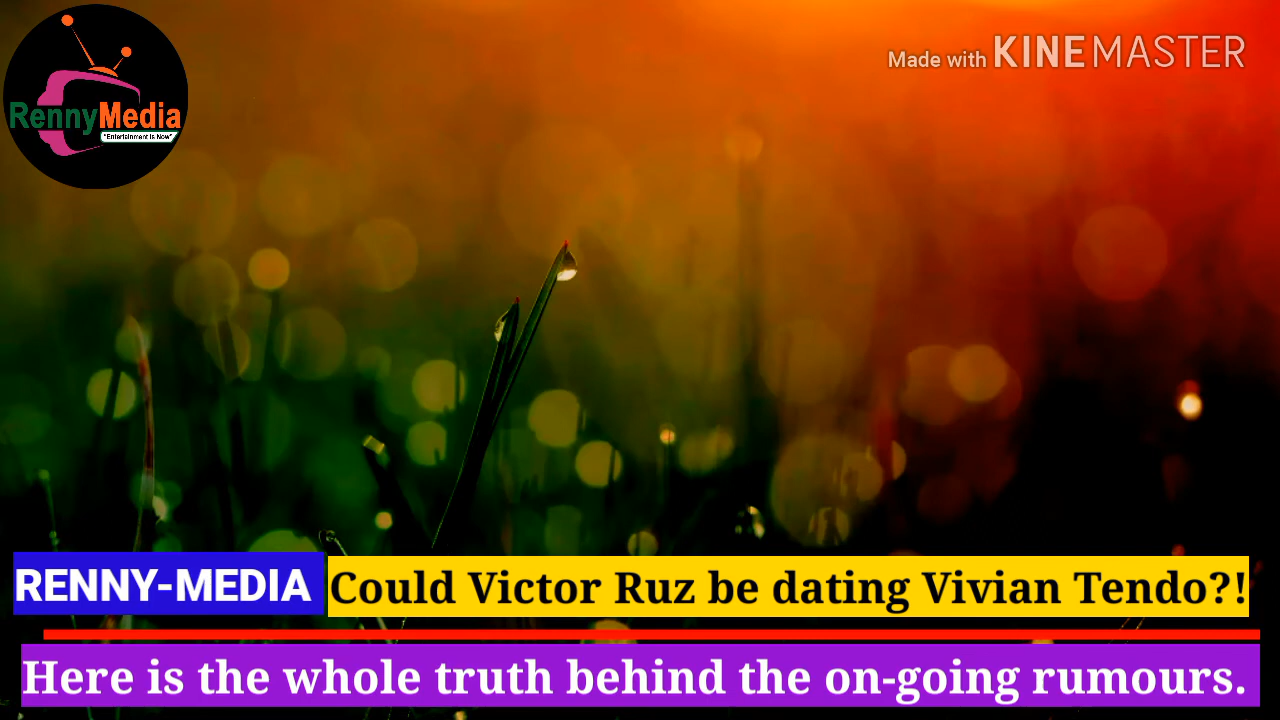 Made with KINEMASTER
RennyMedia
"Entertainment is Now"
RENNY-MEDIA Could Victor Ruz be dating Vivian Tendo?!
Here is the whole truth behind the on-going rumours.